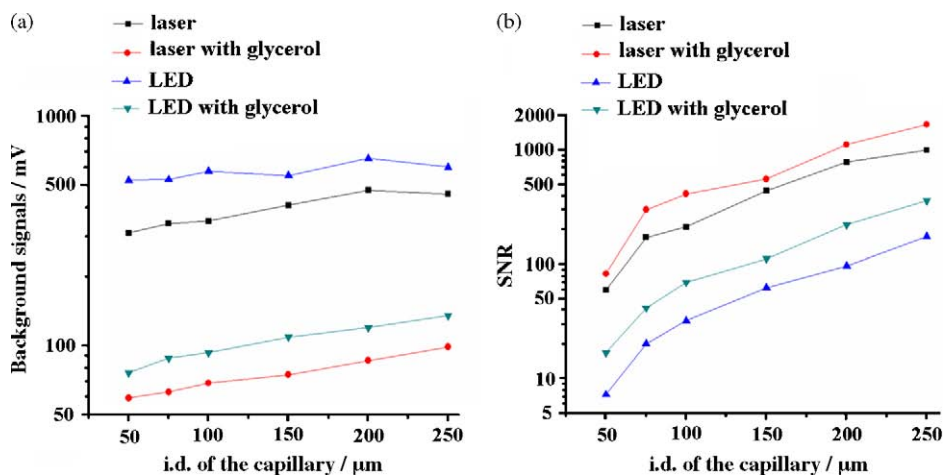 (a)
laser
laser with glycerol
LED
LED with glycerol
1000
500
100
50
Background signals / mV
50 100 150 200 250
i.d. of the capillary / µm
(b)
laser
laser with glycerol
LED
LED with glycerol
2000
1000
500
100
50
10
5
SNR
50 100 150 200 250
i.d. of the capillary / µm